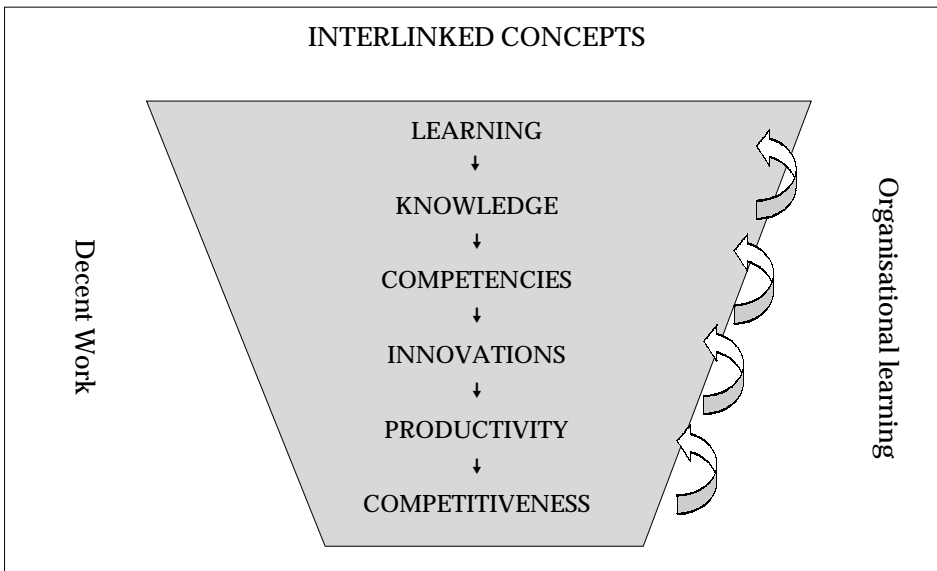 INTERLINKED CONCEPTS
LEARNING
KNOWLEDGE
COMPETENCIES
INNOVATIONS
PRODUCTIVITY
COMPETITIVENESS
Decent Work
Organisational learning